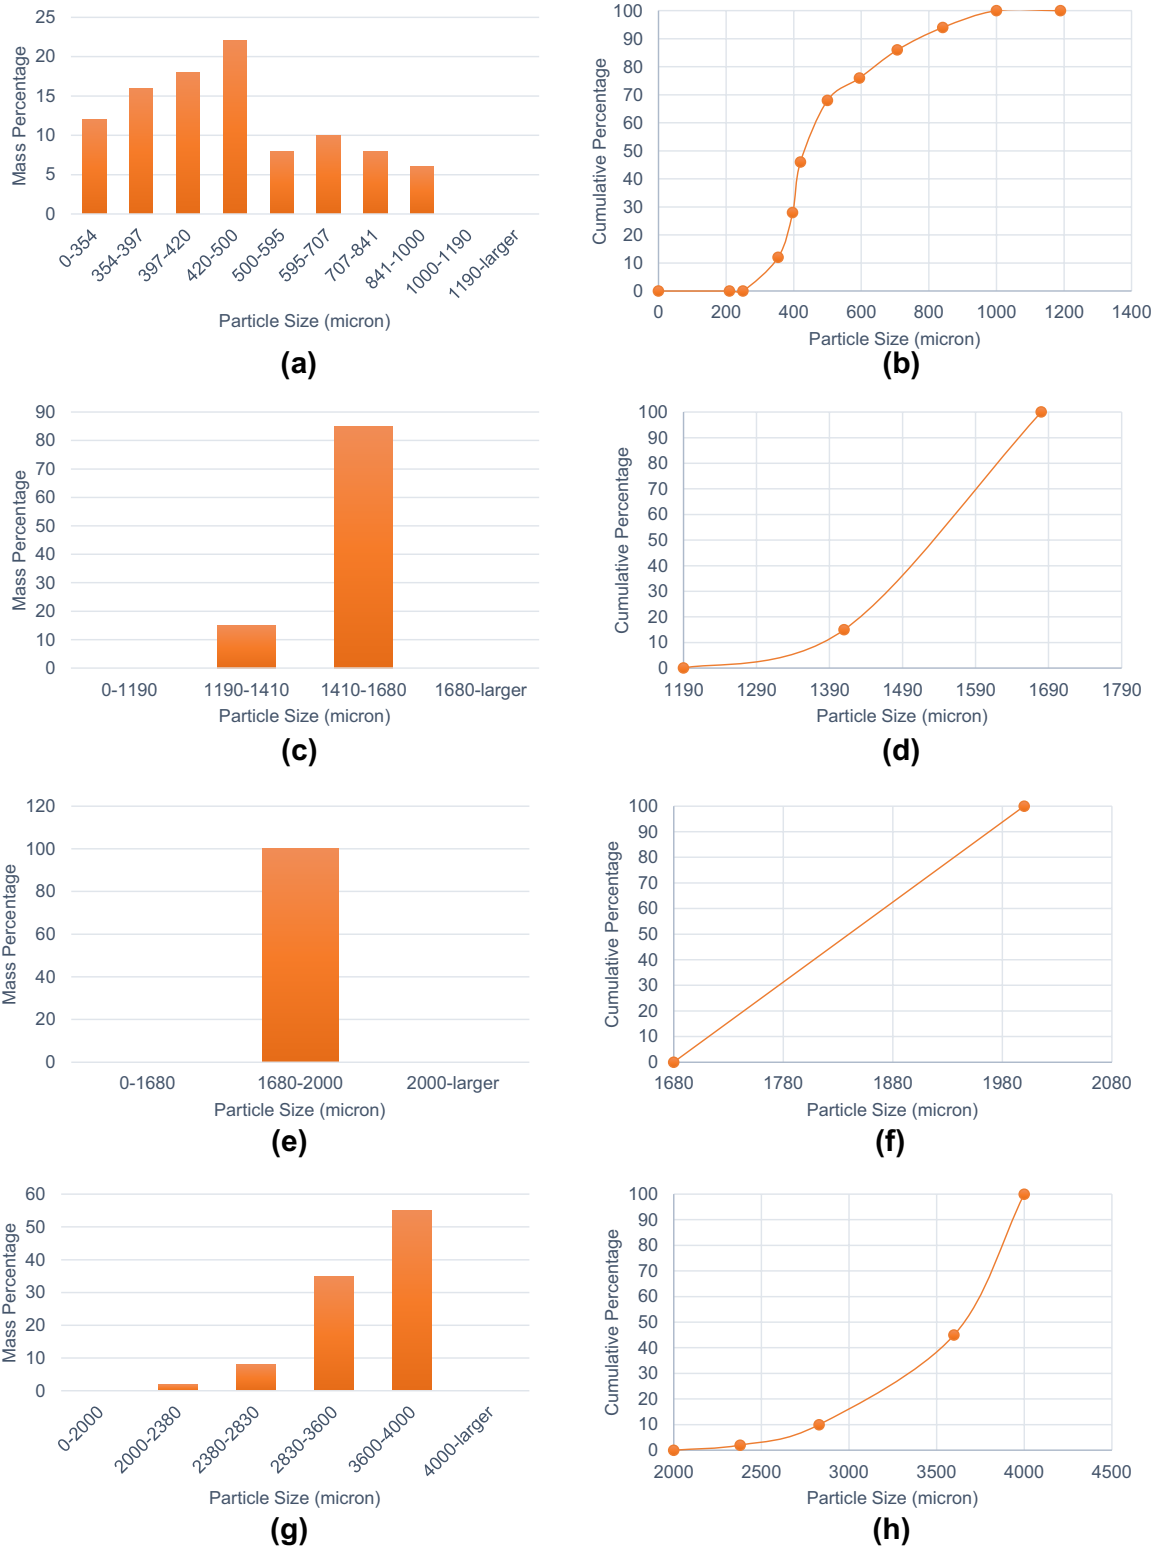 25
20
15
10
5
0
Mass Percentage
0-354
354-397
397-420
420-500
500-595
595-707
707-841
841-1000
1000-1190
1190-larger
Particle Size (micron)
(a)
100
90
80
70
60
50
40
30
20
10
0
Cumulative Percentage
0 200 400 600 800 1000 1200 1400
Particle Size (micron)
(b)
90
80
70
60
50
40
30
20
10
0
Mass Percentage
0-1190 1190-1410 1410-1680 1680-larger
Particle Size (micron)
(c)
100
90
80
70
60
50
40
30
20
10
0
Cumulative Percentage
1190 1290 1390 1490 1590 1690 1790
Particle Size (micron)
(d)
120
100
80
60
40
20
0
Mass Percentage
0-1680 1680-2000 2000-larger
Particle Size (micron)
(e)
100
90
80
70
60
50
40
30
20
10
0
Cumulative Percentage
1680 1780 1880 1980 2080
Particle Size (micron)
(f)
60
50
40
30
20
10
0
Mass Percentage
0-2000
2000-2380
2380-2830
2830-3600
3600-4000
4000-larger
Particle Size (micron)
(g)
100
90
80
70
60
50
40
30
20
10
0
Cumulative Percentage
2000 2500 3000 3500 4000 4500
Particle Size (micron)
(h)